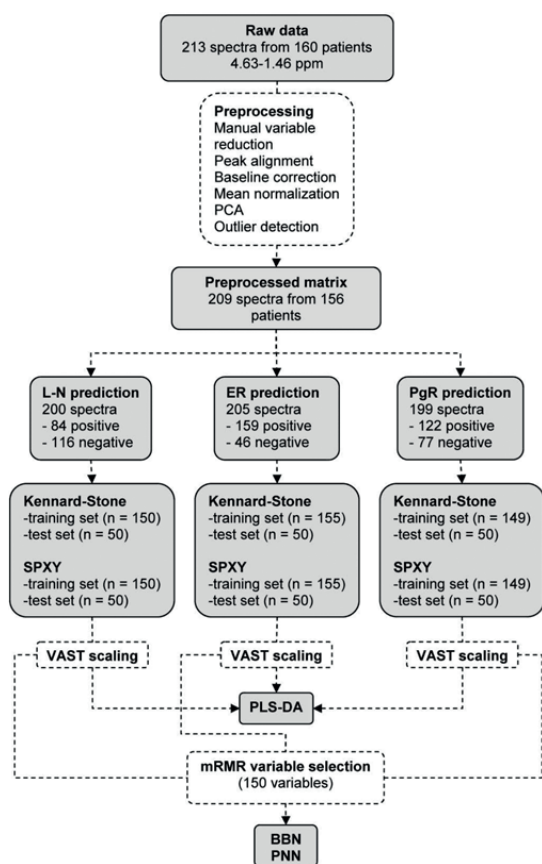 Raw data
213 spectra from 160 patients
4.63-1.46 ppm
Preprocessing
Manual variable
reduction
Peak alignment
Baseline correction
Mean normalization
PCA
Outlier detection
Preprocessed matrix
209 spectra from 156
patients
L-N prediction
200 spectra
- 84 positive
- 116 negative
ER prediction
205 spectra
- 159 positive
- 46 negative
PgR prediction
199 spectra
- 122 positive
- 77 negative
Kennard-Stone
-training set (n = 150)
-test set (n = 50)
SPXY
-training set (n = 150)
-test set (n = 50)
Kennard-Stone
-training set (n = 155)
-test set (n = 50)
SPXY
-training set (n = 155)
-test set (n = 50)
Kennard-Stone
-training set (n = 149)
-test set (n = 50)
SPXY
-training set (n = 149)
-test set (n = 50)
VAST scaling
VAST scaling
VAST scaling
PLS-DA
mRMR variable selection
(150 variables)
BBN
PNN